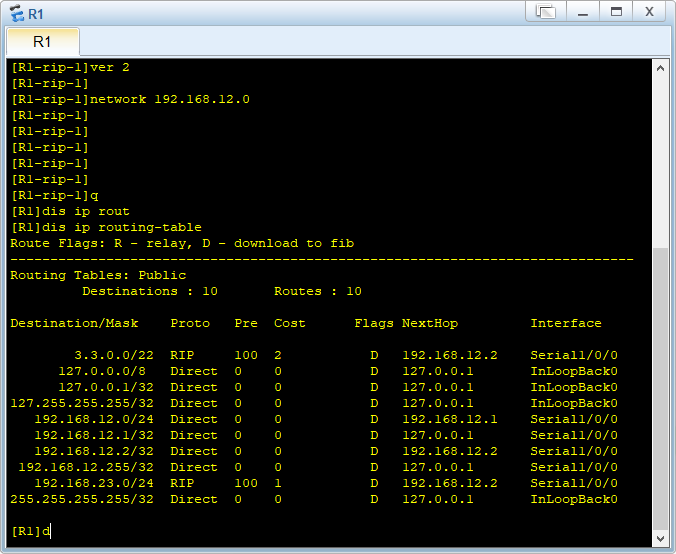 R1
R1
[R1-rip-1]ver 2
[R1-rip-1]
[R1-rip-1]network 192.168.12.0
[R1-rip-1]
[R1-rip-1]
[R1-rip-1]
[R1-rip-1]
[R1-rip-1]
[R1-rip-1]q
[R1]dis ip rout
[R1]dis ip routing-table
Route Flags: R - relay, D - download to fib
------------------------------------------------------------------------------
Routing Tables: Public
         Destinations : 10       Routes : 10

Destination/Mask    Proto   Pre  Cost      Flags NextHop         Interface

        3.3.0.0/22  RIP     100  2           D   192.168.12.2    Serial1/0/0
      127.0.0.0/8   Direct  0    0           D   127.0.0.1       InLoopBack0
      127.0.0.1/32  Direct  0    0           D   127.0.0.1       InLoopBack0
127.255.255.255/32  Direct  0    0           D   127.0.0.1       InLoopBack0
   192.168.12.0/24  Direct  0    0           D   192.168.12.1    Serial1/0/0
   192.168.12.1/32  Direct  0    0           D   127.0.0.1       Serial1/0/0
   192.168.12.2/32  Direct  0    0           D   192.168.12.2    Serial1/0/0
 192.168.12.255/32  Direct  0    0           D   127.0.0.1       Serial1/0/0
   192.168.23.0/24  RIP     100  1           D   192.168.12.2    Serial1/0/0
255.255.255.255/32  Direct  0    0           D   127.0.0.1       InLoopBack0

[R1]d